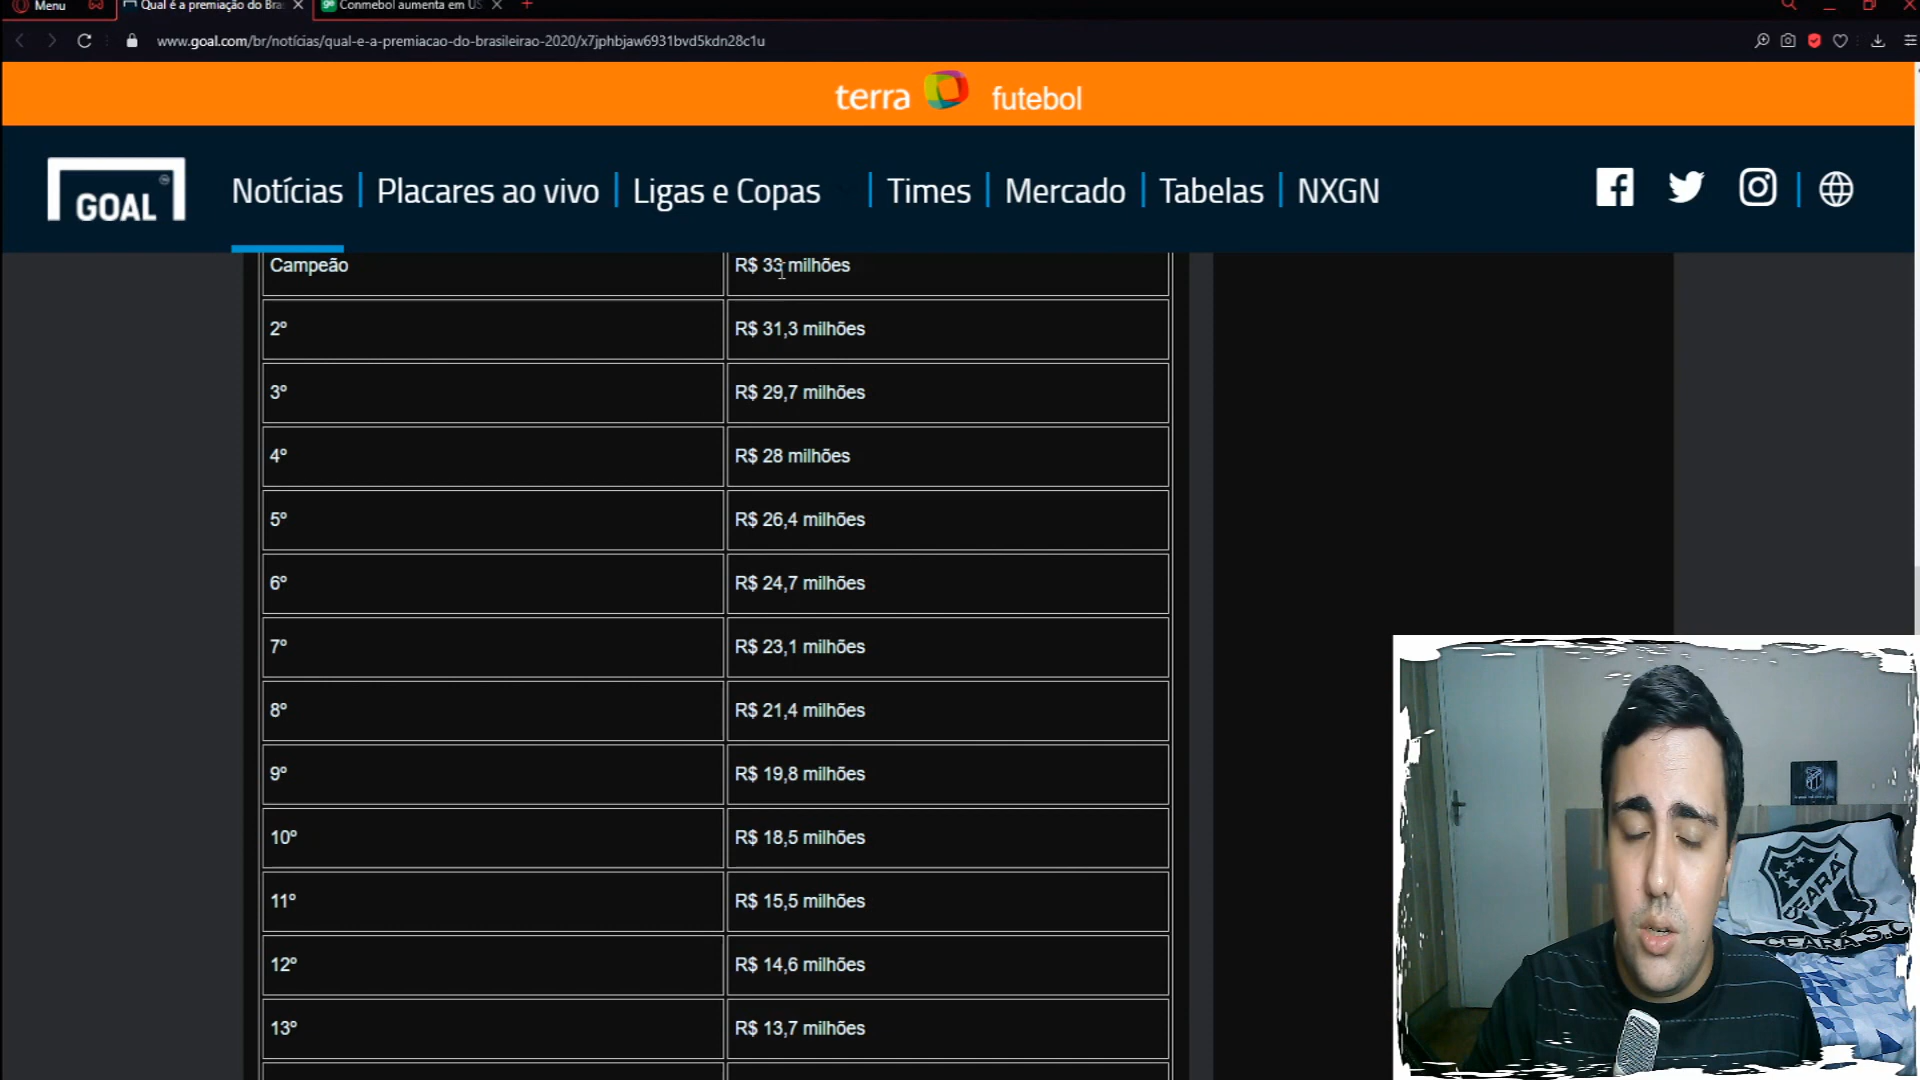 Menu
Qual é a premiação do Bra
Conmebol aumenta em US
www.goal.com/br/notícias/qual-e-a-premiacao-do-brasileirao-2020/x7jphbjaw6931bvd5kdn28c1u
terra futebol
GOAL
Notícias | Placares ao vivo | Ligas e Copas | Times | Mercado | Tabelas | NXGN
Campeão R$ 33 milhões
2º R$ 31,3 milhões
3º R$ 29,7 milhões
4º R$ 28 milhões
5º R$ 26,4 milhões
6º R$ 24,7 milhões
7º R$ 23,1 milhões
8º R$ 21,4 milhões
9º R$ 19,8 milhões
10º R$ 18,5 milhões
11º R$ 15,5 milhões
12º R$ 14,6 milhões
13º R$ 13,7 milhões
CEARÁ
CEARÁ S.C